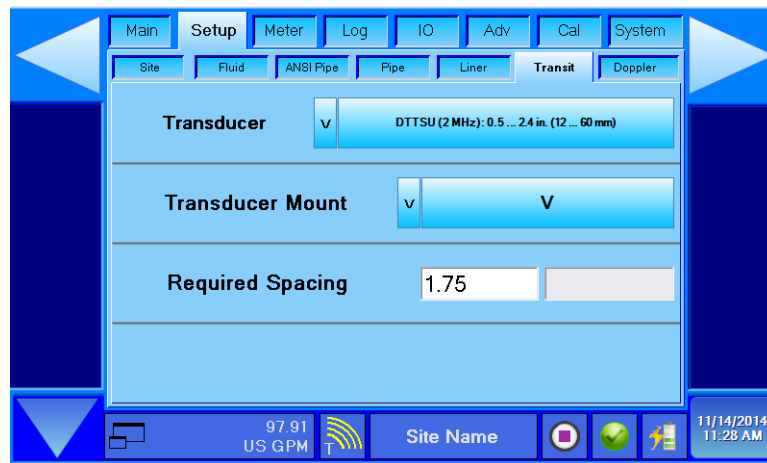 Main Setup Meter Log IO Adv Cal System
Site Fluid ANSI Pipe Pipe Liner Transit Doppler
Transducer v DTTSU (2 MHz): 0.5 ... 2.4 in. (12 ... 60 mm)
Transducer Mount v V
Required Spacing 1.75
97.91
US GPM T Site Name
11/14/2014
11:28 AM